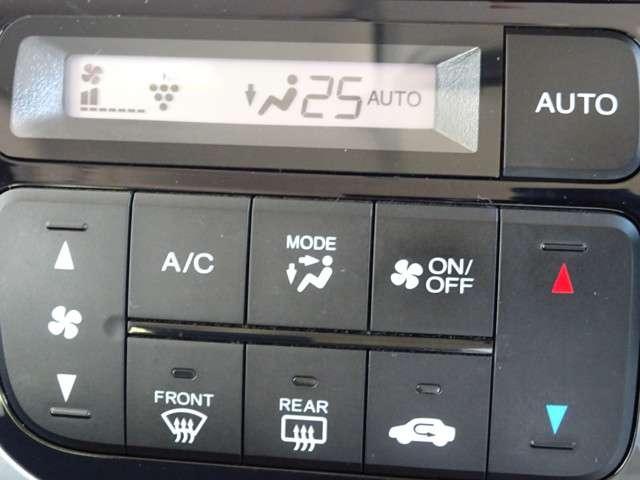 25 AUTO
AUTO
A/C
MODE
ON/
OFF
FRONT
REAR